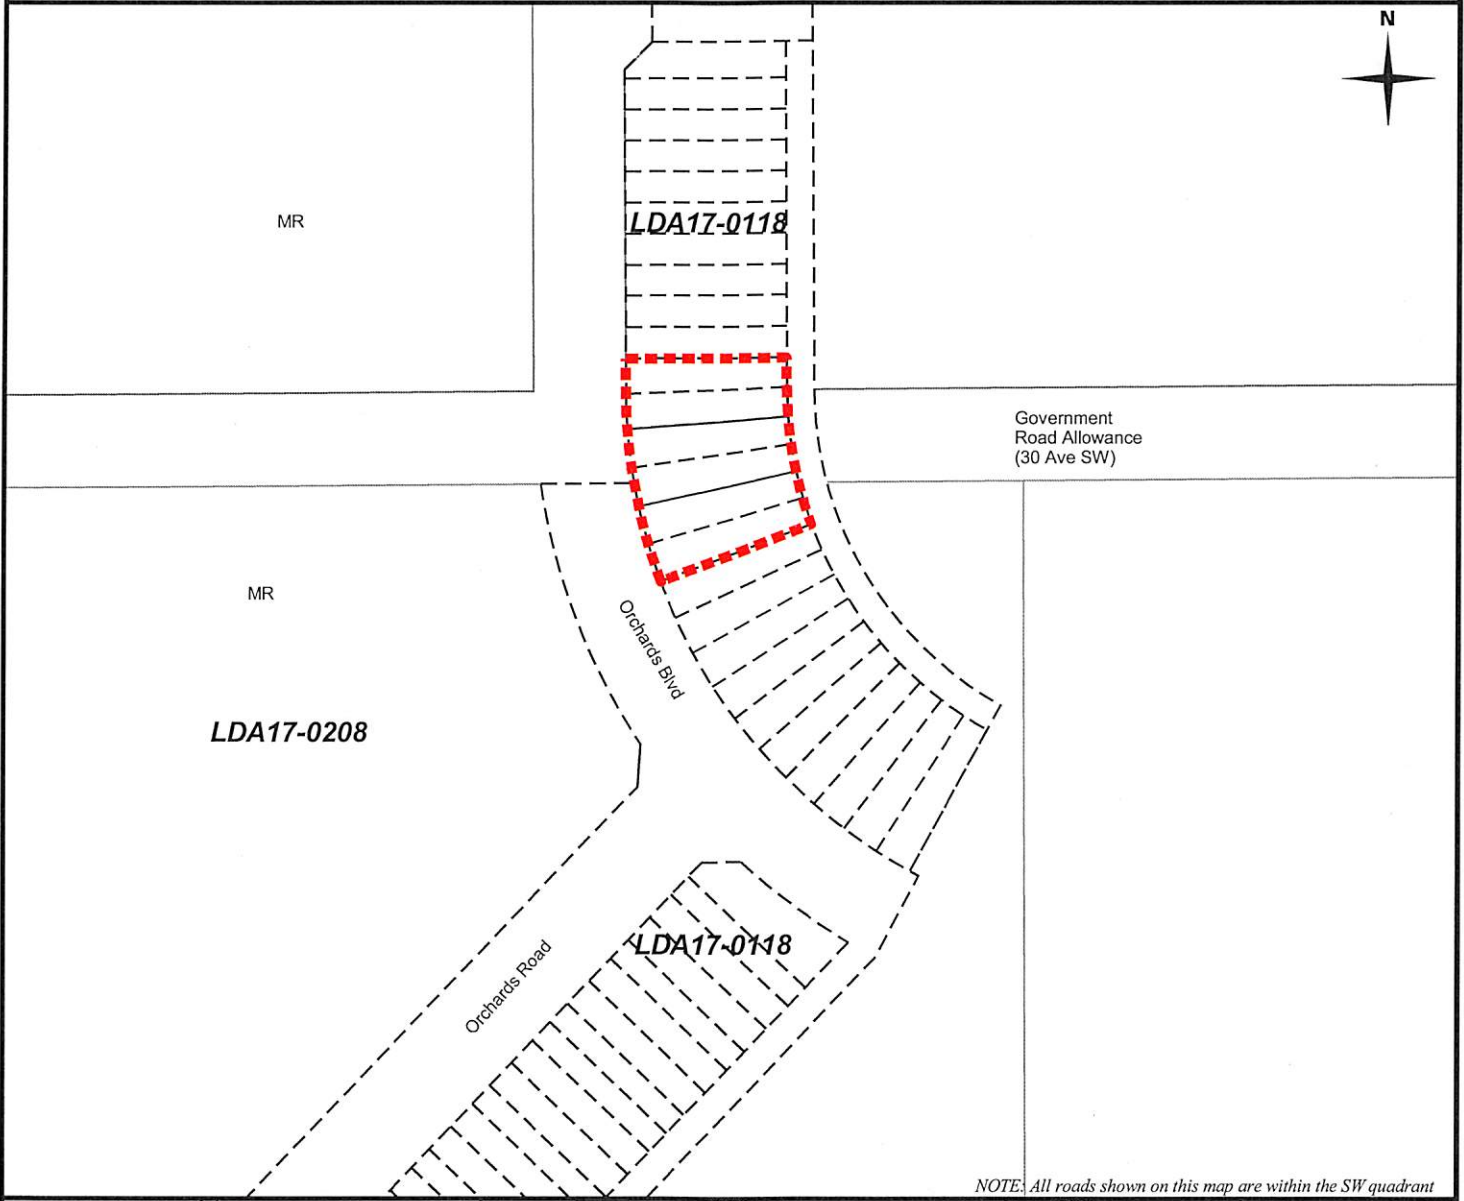 N
MR
LDA17-0118
Government
Road Allowance
(30 Ave SW)
MR
Orchards Blvd
LDA17-0208
LDA17-0118
Orchards Road
NOTE: All roads shown on this map are within the SW quadrant